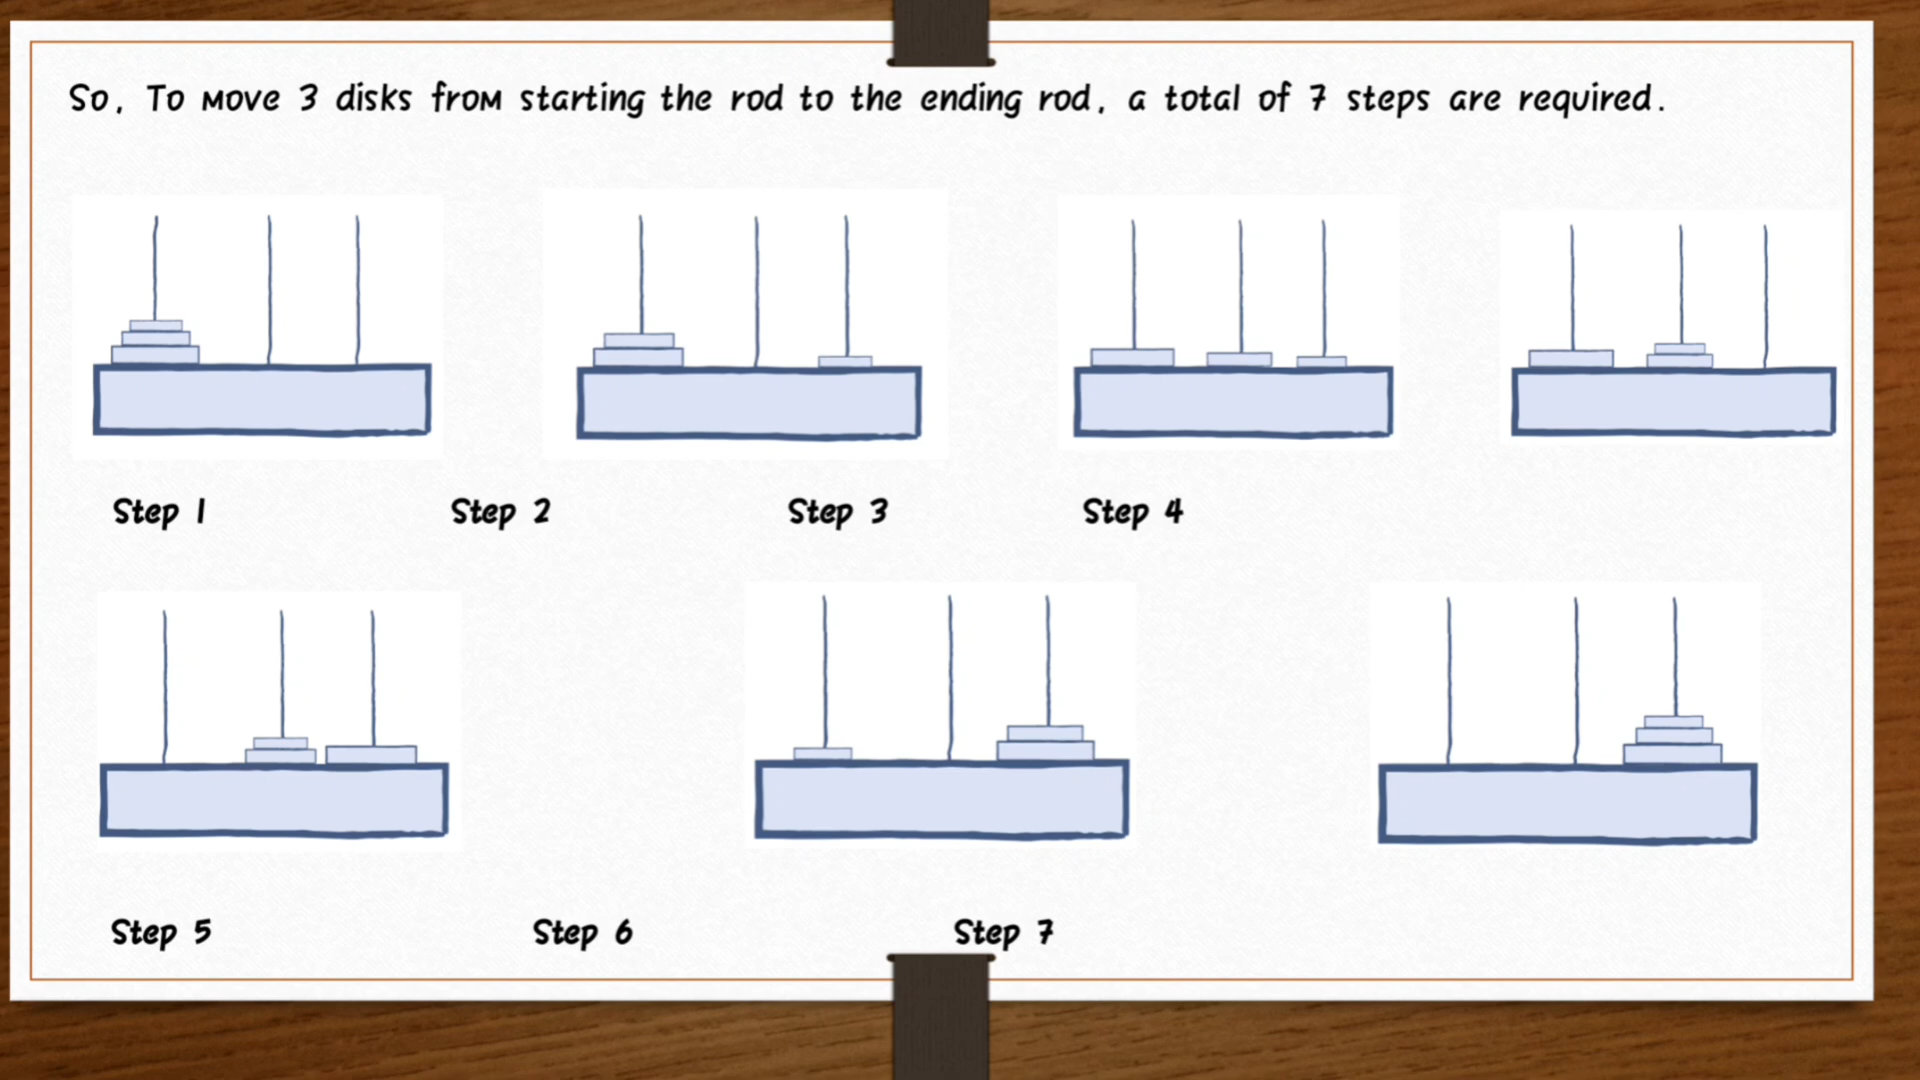 So, To move 3 disks from starting the rod to the ending rod, a total of 7 steps are required.
Step 1 Step 2 Step 3 Step 4
Step 5 Step 6 Step 7